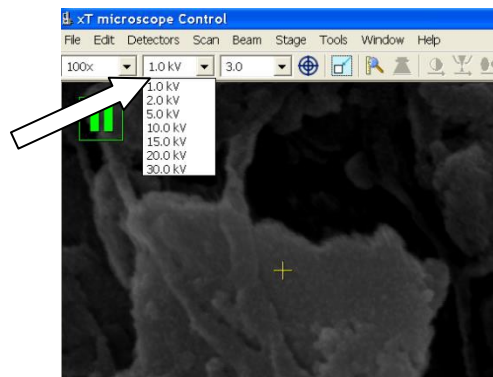 xT microscope Control
File Edit Detectors Scan Beam Stage Tools Window Help
100x 1.0 kV 3.0
1.0 kV
2.0 kV
5.0 kV
10.0 kV
15.0 kV
20.0 kV
30.0 kV